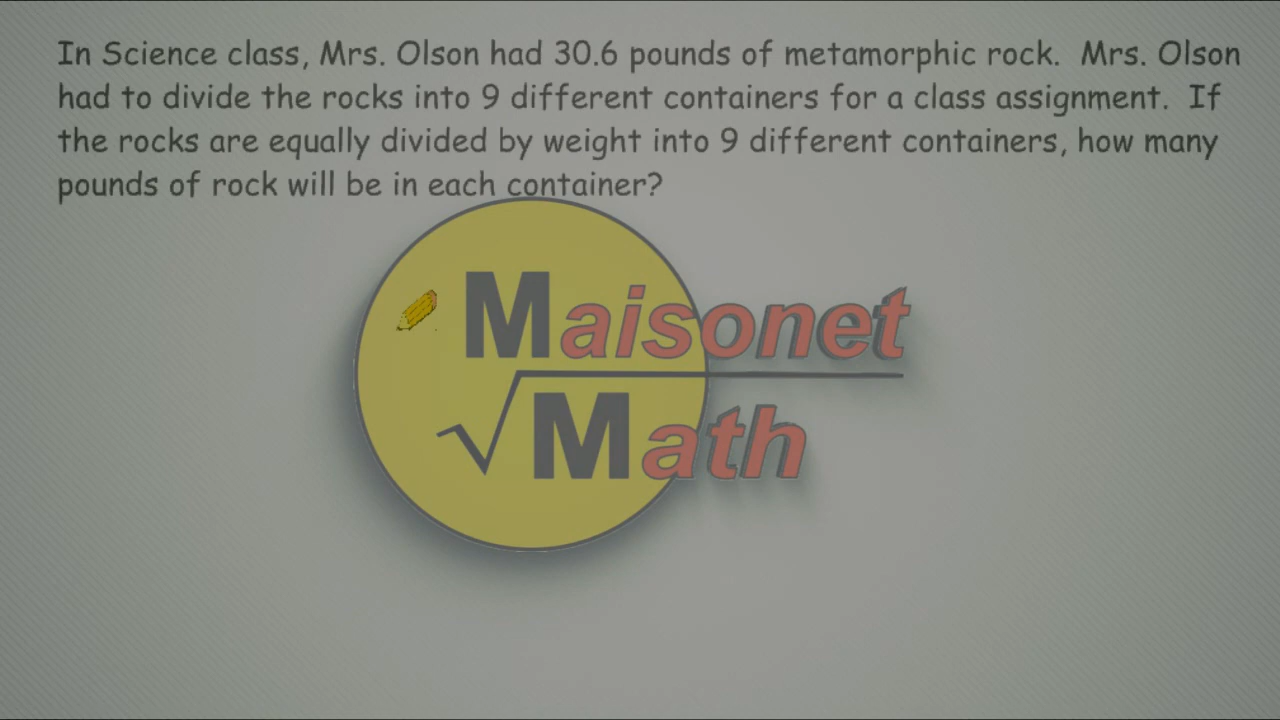 In Science class, Mrs. Olson had 30.6 pounds of metamorphic rock.  Mrs. Olson
had to divide the rocks into 9 different containers for a class assignment.  If
the rocks are equally divided by weight into 9 different containers, how many
pounds of rock will be in each container?
Maisonet
Math